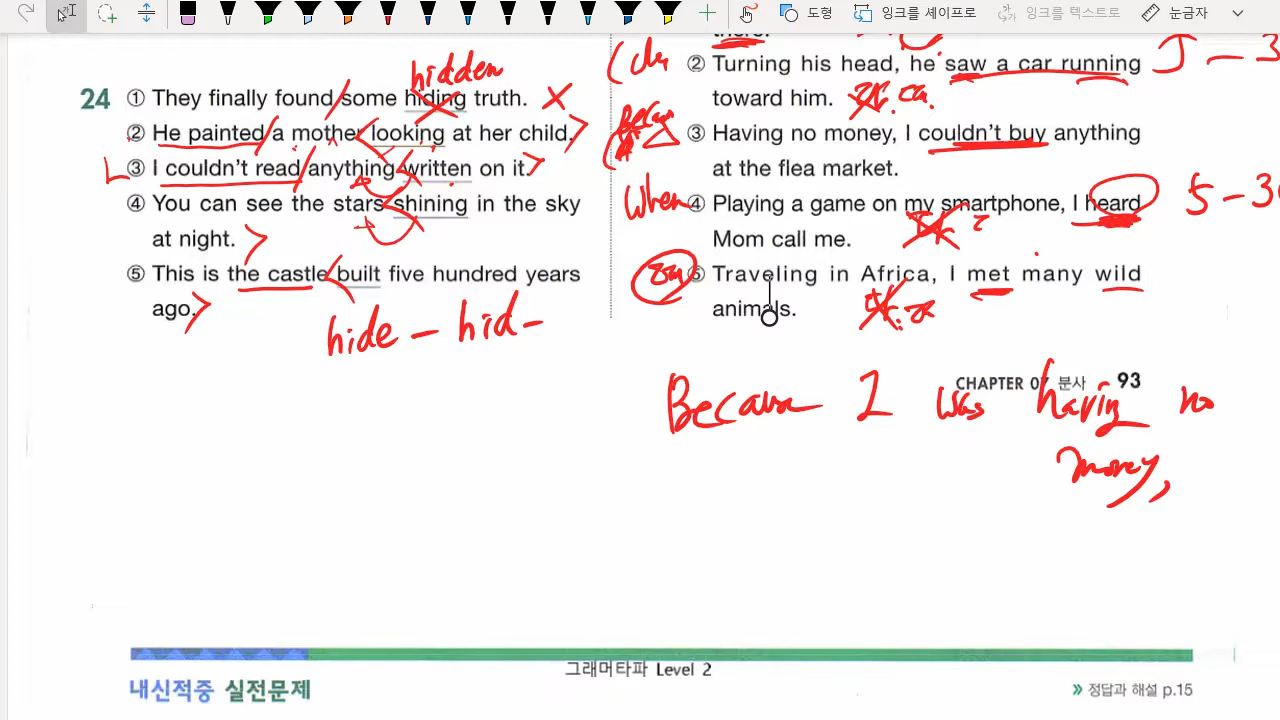 도형
잉크를 셰이프로
잉크를 텍스트로
눈금자
24
① They finally found some hiding truth.
hidden
② He painted a mother looking at her child.
③ I couldn't read anything written on it.
④ You can see the stars shining in the sky
at night.
⑤ This is the castle built five hundred years
ago.
hide - hid -
there.
② Turning his head, he saw a car running
toward him.
③ Having no money, I couldn't buy anything
at the flea market.
When
④ Playing a game on my smartphone, I heard
Mom call me.
⑤ Traveling in Africa, I met many wild
animals.
CHAPTER 07 분사 93
Because I was having no
money,
그래머타파 Level 2
내신적중 실전문제
» 정답과 해설 p.15